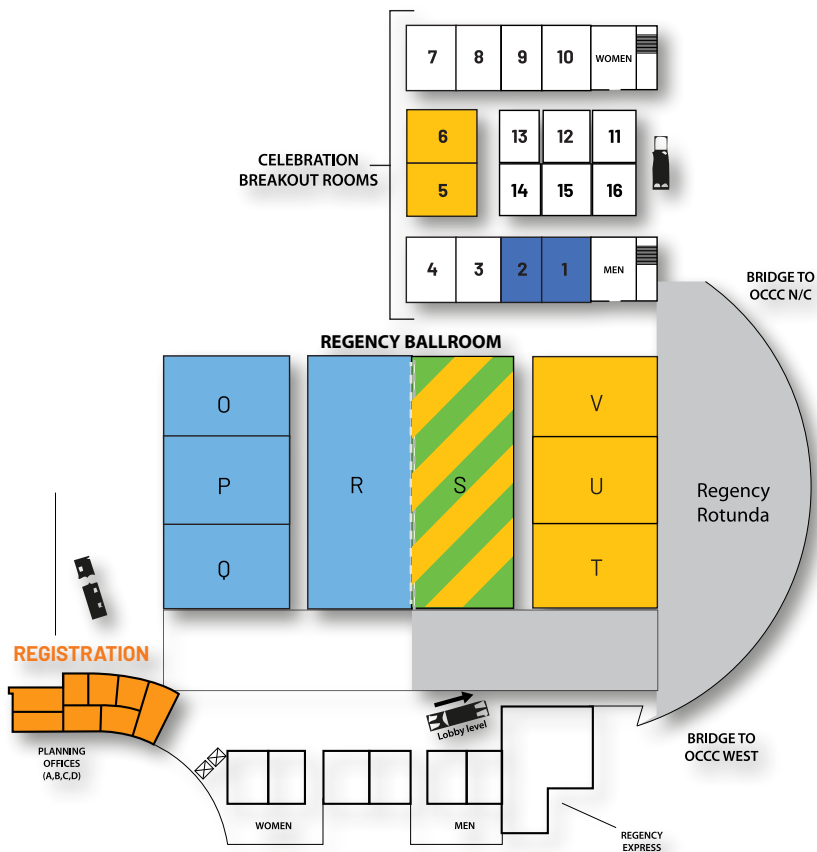 7 8 9 10 WOMEN
6 13 12 11
CELEBRATION
BREAKOUT ROOMS
5 14 15 16
4 3 2 1 MEN
BRIDGE TO
OCCC N/C
REGENCY BALLROOM
O V
P R S U
Regency
Rotunda
Q T
REGISTRATION
Lobby level
PLANNING
OFFICES
(A,B,C,D)
BRIDGE TO
OCCC WEST
WOMEN MEN
REGENCY
EXPRESS